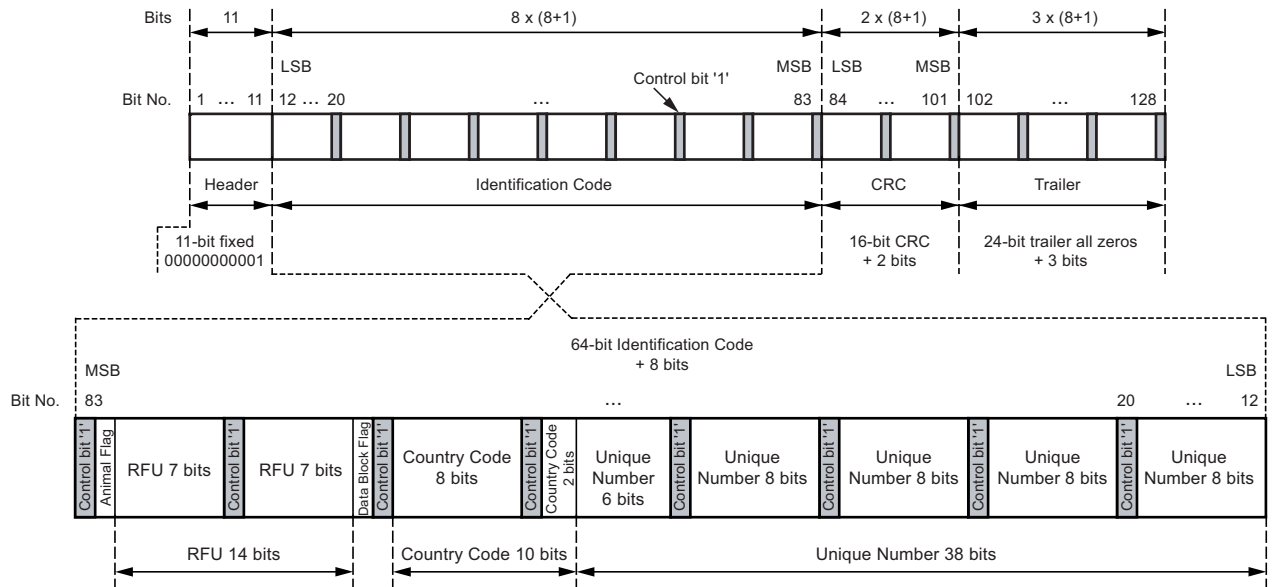 Bits 11 8 x (8+1) 2 x (8+1) 3 x (8+1)
LSB MSB LSB MSB
Control bit '1'
Bit No. 1 ... 11 12 ... 20 ... 83 84 ... 101 102 ... 128
Header Identification Code CRC Trailer
11-bit fixed
00000000001
16-bit CRC
+ 2 bits
24-bit trailer all zeros
+ 3 bits
64-bit Identification Code
+ 8 bits
MSB LSB
Bit No. 83 ... 20 ... 12
Control bit '1'
Animal Flag
RFU 7 bits
Control bit '1'
RFU 7 bits
Data Block Flag
Control bit '1'
Country Code
8 bits
Control bit '1'
Country Code
2 bits
Unique
Number
6 bits
Control bit '1'
Unique
Number 8 bits
Control bit '1'
Unique
Number 8 bits
Control bit '1'
Unique
Number 8 bits
Control bit '1'
Unique
Number 8 bits
RFU 14 bits Country Code 10 bits Unique Number 38 bits